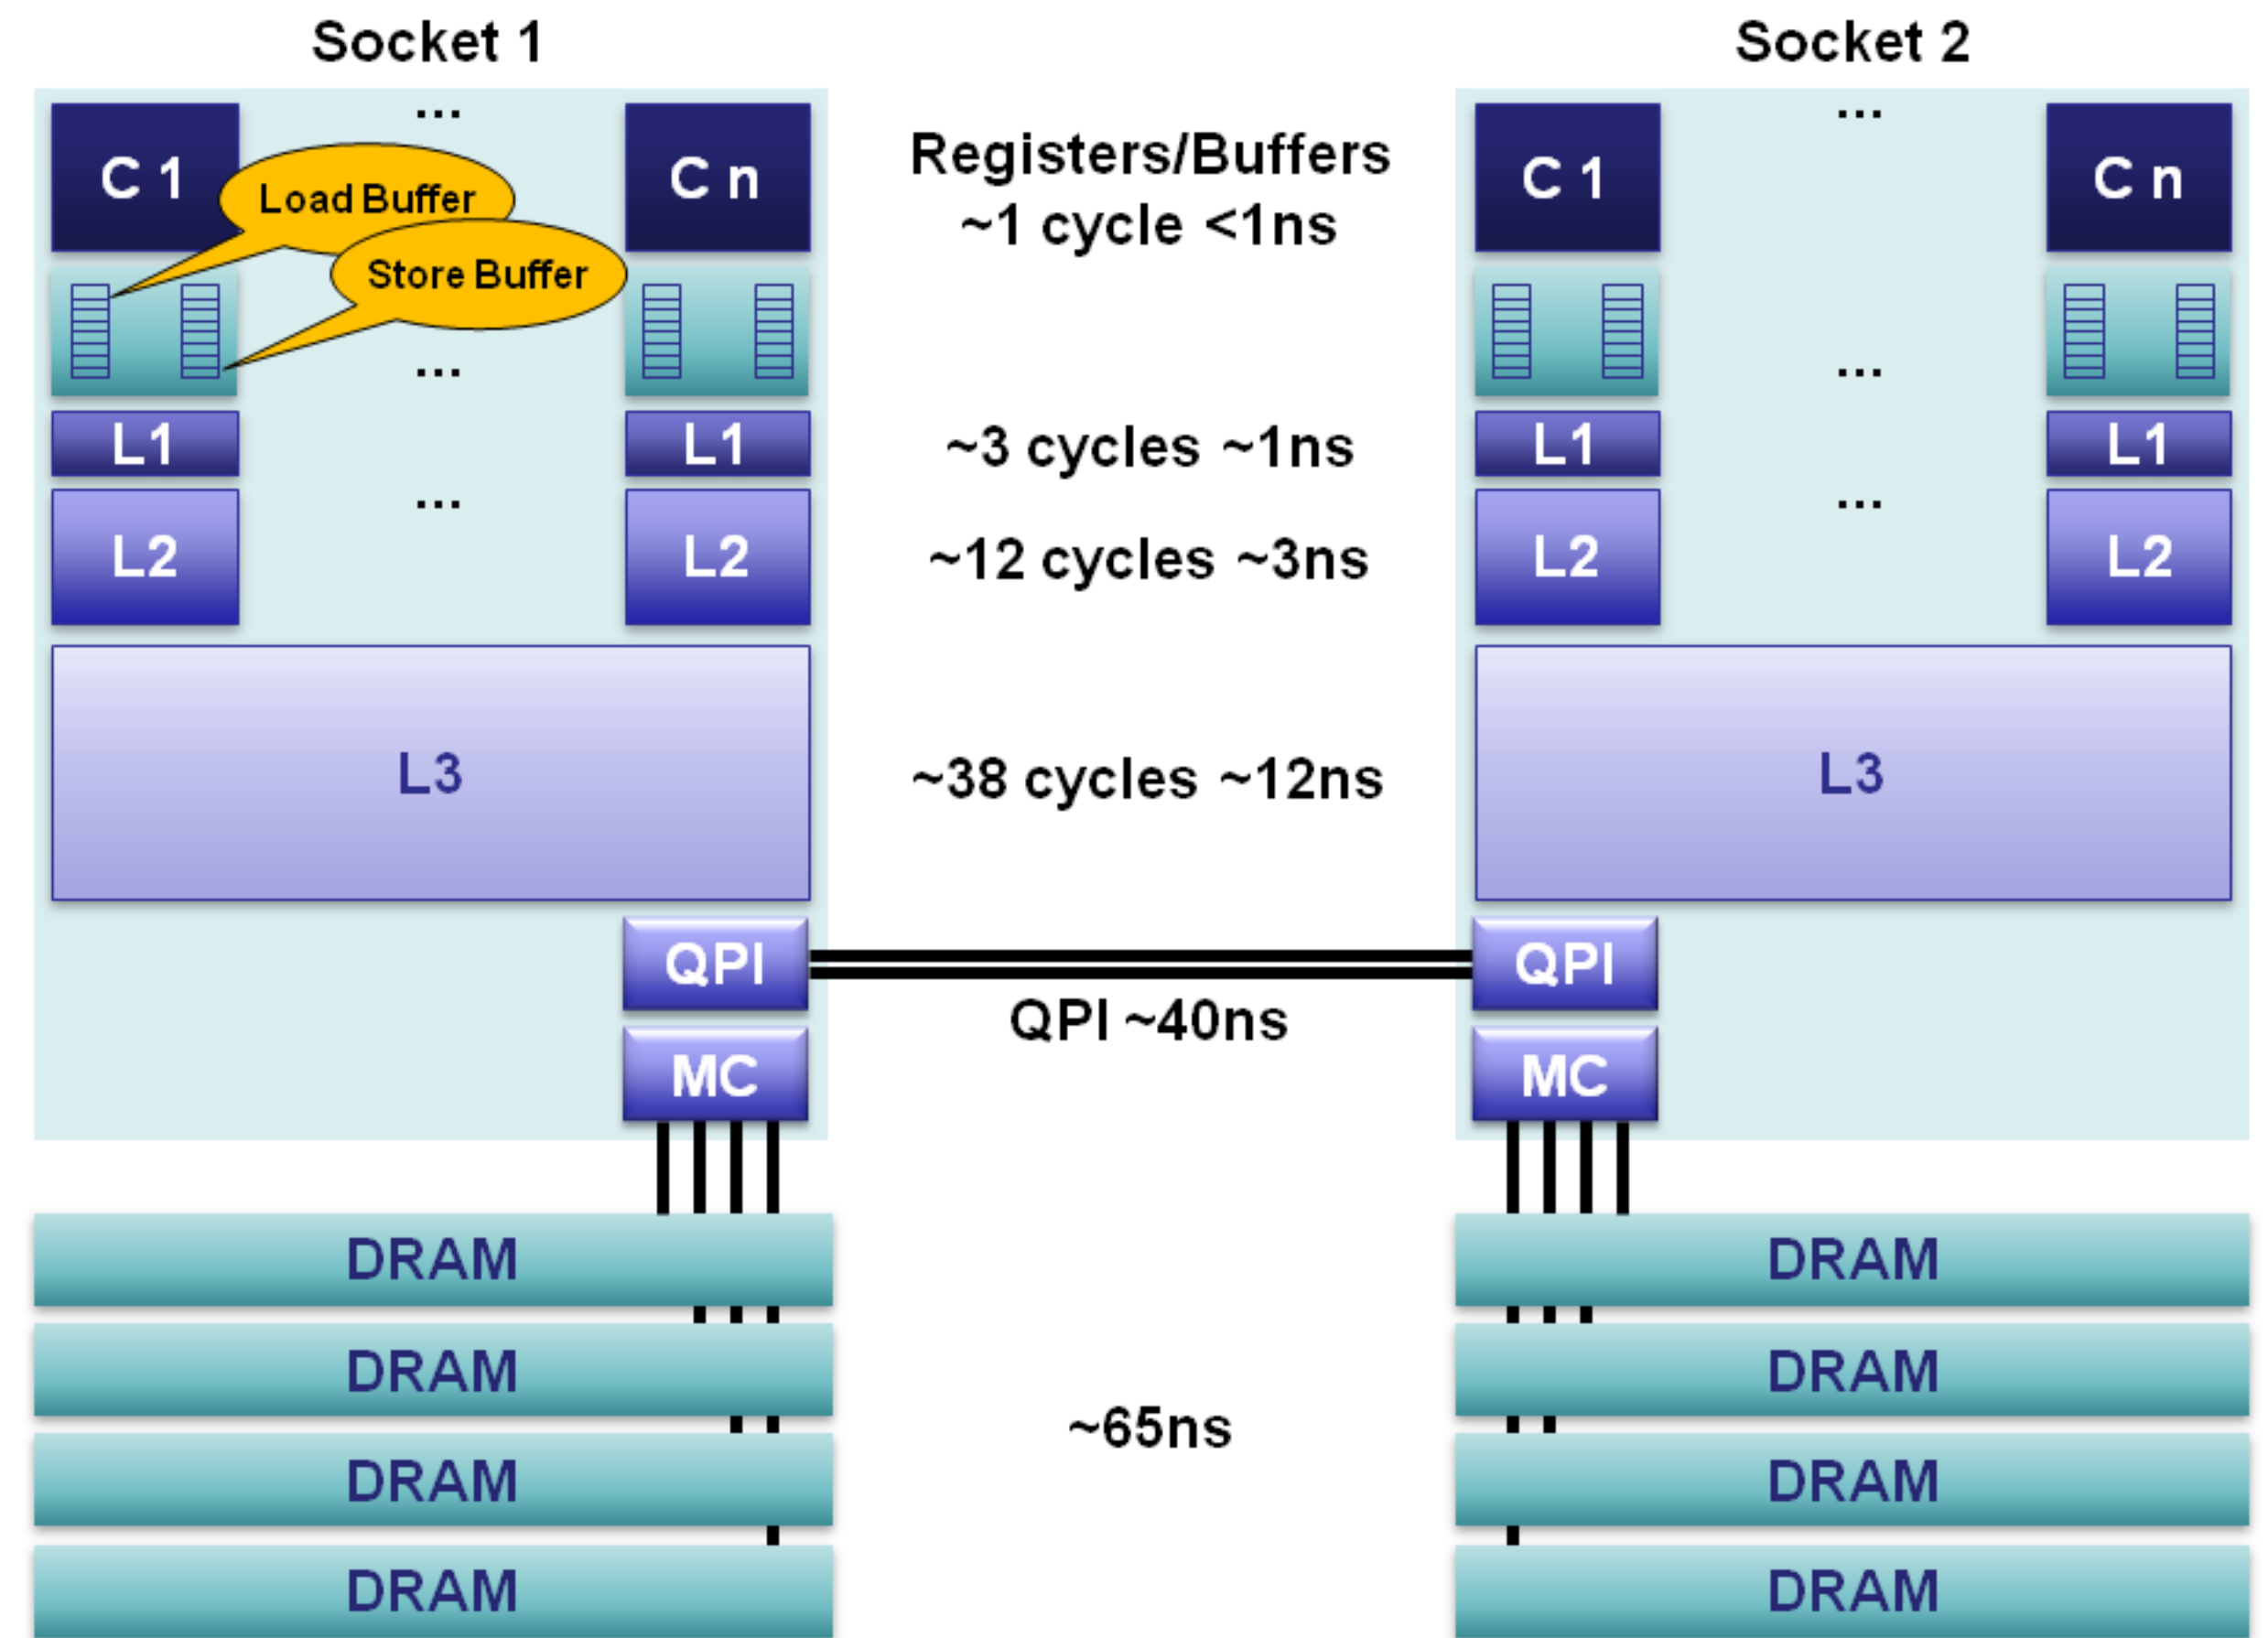 Socket 1
Socket 2
...
...
C 1
C n
Registers/Buffers
~1 cycle <1ns
C 1
C n
Load Buffer
Store Buffer
...
...
L1
L1
~3 cycles ~1ns
L1
L1
...
...
L2
L2
~12 cycles ~3ns
L2
L2
L3
~38 cycles ~12ns
L3
QPI
QPI
QPI ~40ns
MC
MC
DRAM
DRAM
DRAM
DRAM
~65ns
DRAM
DRAM
DRAM
DRAM